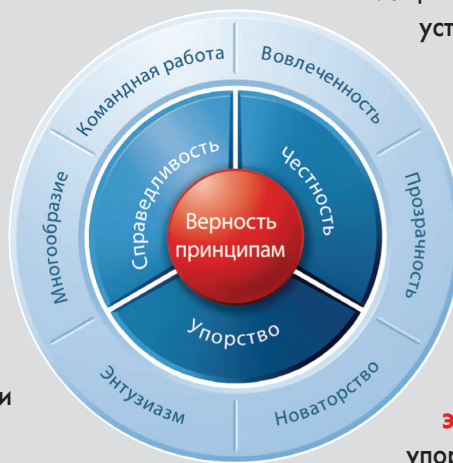 уст
Командная работа
Вовлеченность
Справедливость
Честность
Многообразие
Прозрачность
Верность
принципам
Упорство
Энтузиазм
Новаторство
и
э
упор